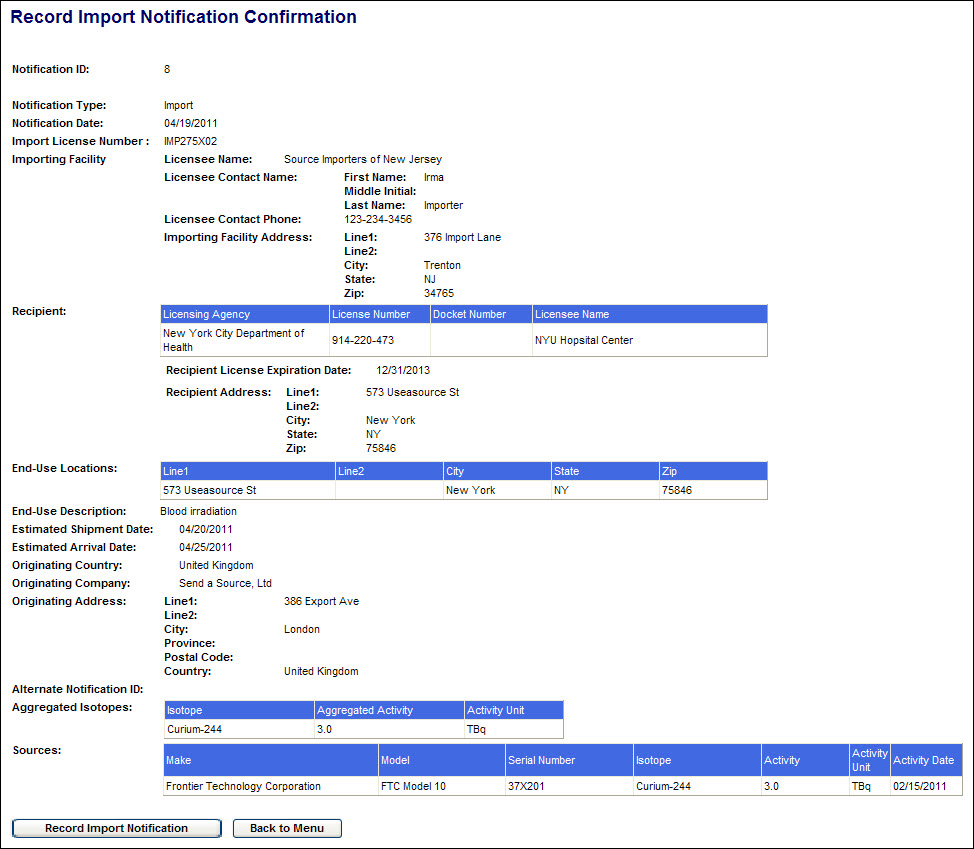 Record Import Notification Confirmation
Notification ID: 8
Notification Type: Import
Notification Date: 04/19/2011
Import License Number : IMP275X02
Importing Facility Licensee Name: Source Importers of New Jersey
Licensee Contact Name: First Name: Irma
Middle Initial:
Last Name: Importer
Licensee Contact Phone: 123-234-3456
Importing Facility Address: Line1: 376 Import Lane
Line2:
City: Trenton
State: NJ
Zip: 34765
Recipient: Licensing Agency License Number Docket Number Licensee Name
New York City Department of
Health 914-220-473 NYU Hopsital Center
Recipient License Expiration Date: 12/31/2013
Recipient Address: Line1: 573 Useasource St
Line2:
City: New York
State: NY
Zip: 75846
End-Use Locations: Line1 Line2 City State Zip
573 Useasource St New York NY 75846
End-Use Description: Blood irradiation
Estimated Shipment Date: 04/20/2011
Estimated Arrival Date: 04/25/2011
Originating Country: United Kingdom
Originating Company: Send a Source, Ltd
Originating Address: Line1: 386 Export Ave
Line2:
City: London
Province:
Postal Code:
Country: United Kingdom
Alternate Notification ID:
Aggregated Isotopes: Isotope Aggregated Activity Activity Unit
Curium-244 3.0 TBq
Sources: Make Model Serial Number Isotope Activity Activity Unit Activity Date
Frontier Technology Corporation FTC Model 10 37X201 Curium-244 3.0 TBq 02/15/2011
Record Import Notification Back to Menu